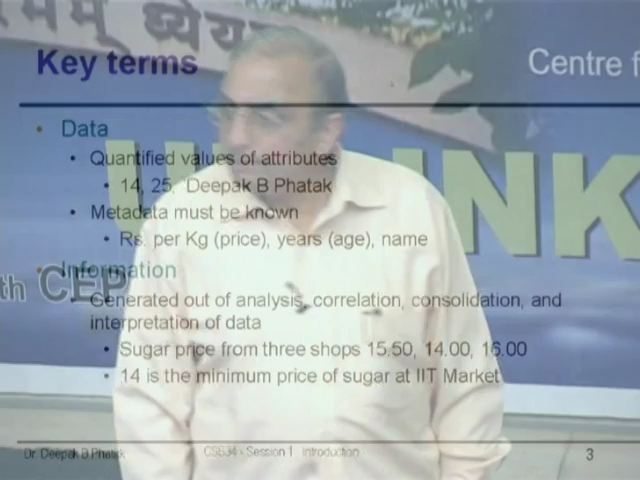 ध्येय
Key terms
Centre f
• Data
• Quantified values of attributes
• 14, 25, Deepak B Phatak
• Metadata must be known
• Rs. per Kg (price), years (age), name
• Information
th CEP
• Generated out of analysis, correlation, consolidation, and
interpretation of data
• Sugar price from three shops 15.50, 14.00, 16.00
• 14 is the minimum price of sugar at IIT Market
Dr. Deepak B Phatak
CS634 - Session 1 Introduction
3